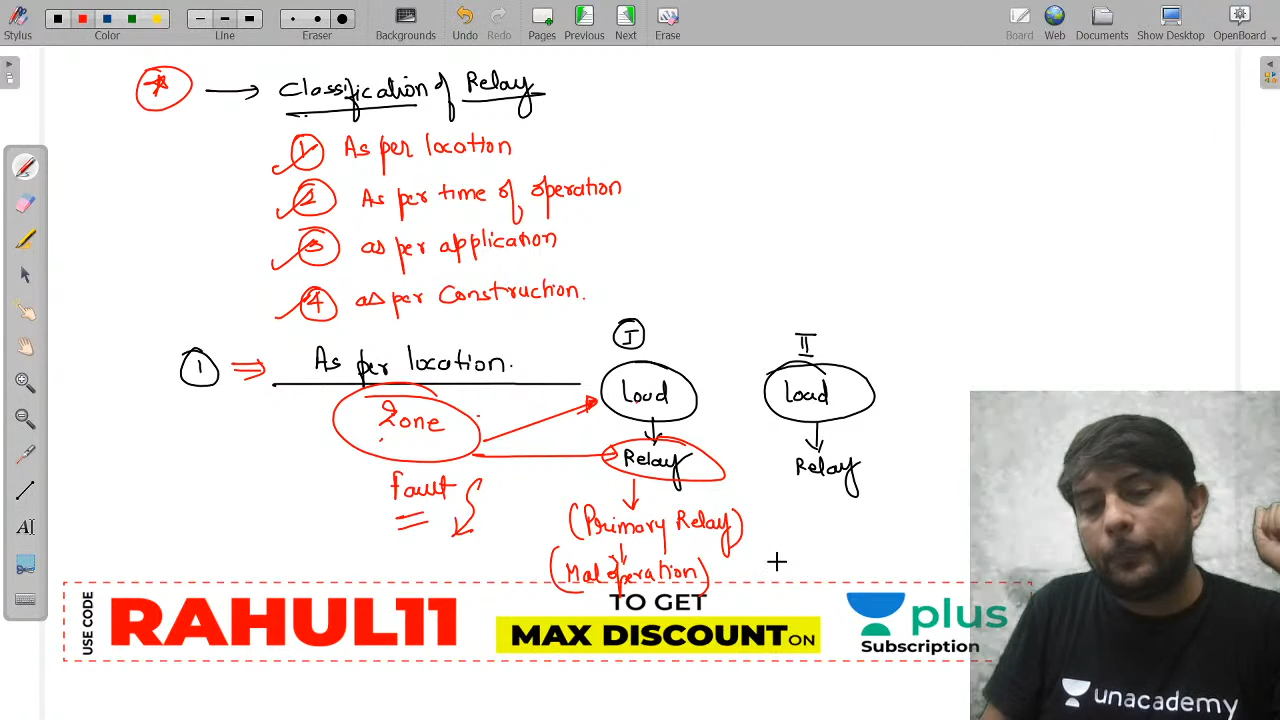 Stylus
Color
Line
Eraser
Backgrounds
Undo
Redo
Pages
Previous
Next
Erase
Board
Web
Documents
Show Desktop
OpenBoard
Classification of Relay
1 As per location
2 As per time of operation
3 as per application
4 as per Construction.
1 ⇒ As per location.
I
II
Zone
Load
Load
Relay
Relay
fault
(Primary Relay)
(Mal operation)
USE CODE
RAHUL11
TO GET
MAX DISCOUNT ON
plus
Subscription
unacademy